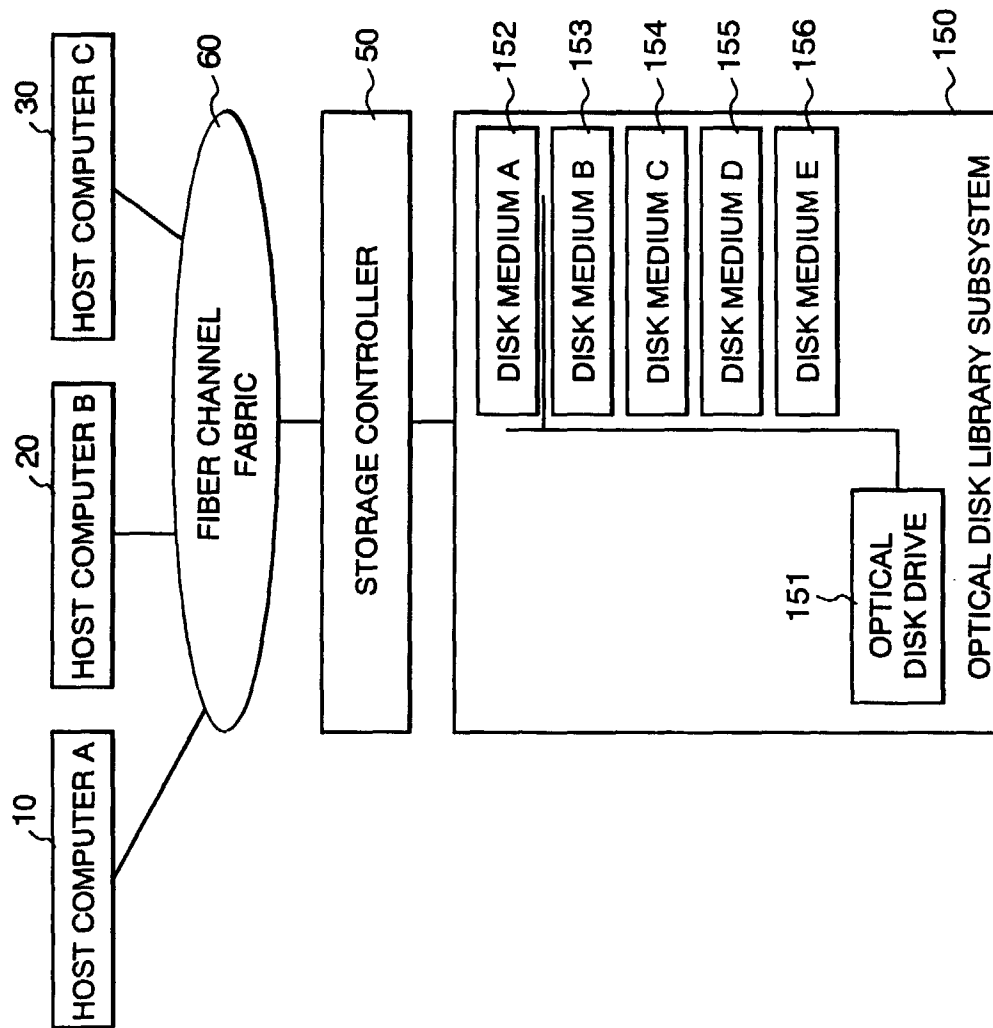 10
HOST COMPUTER A
20
HOST COMPUTER B
30
HOST COMPUTER C
60
FIBER CHANNEL
FABRIC
50
STORAGE CONTROLLER
152
DISK MEDIUM A
153
DISK MEDIUM B
154
DISK MEDIUM C
155
DISK MEDIUM D
156
DISK MEDIUM E
151
OPTICAL
DISK DRIVE
150
OPTICAL DISK LIBRARY SUBSYSTEM